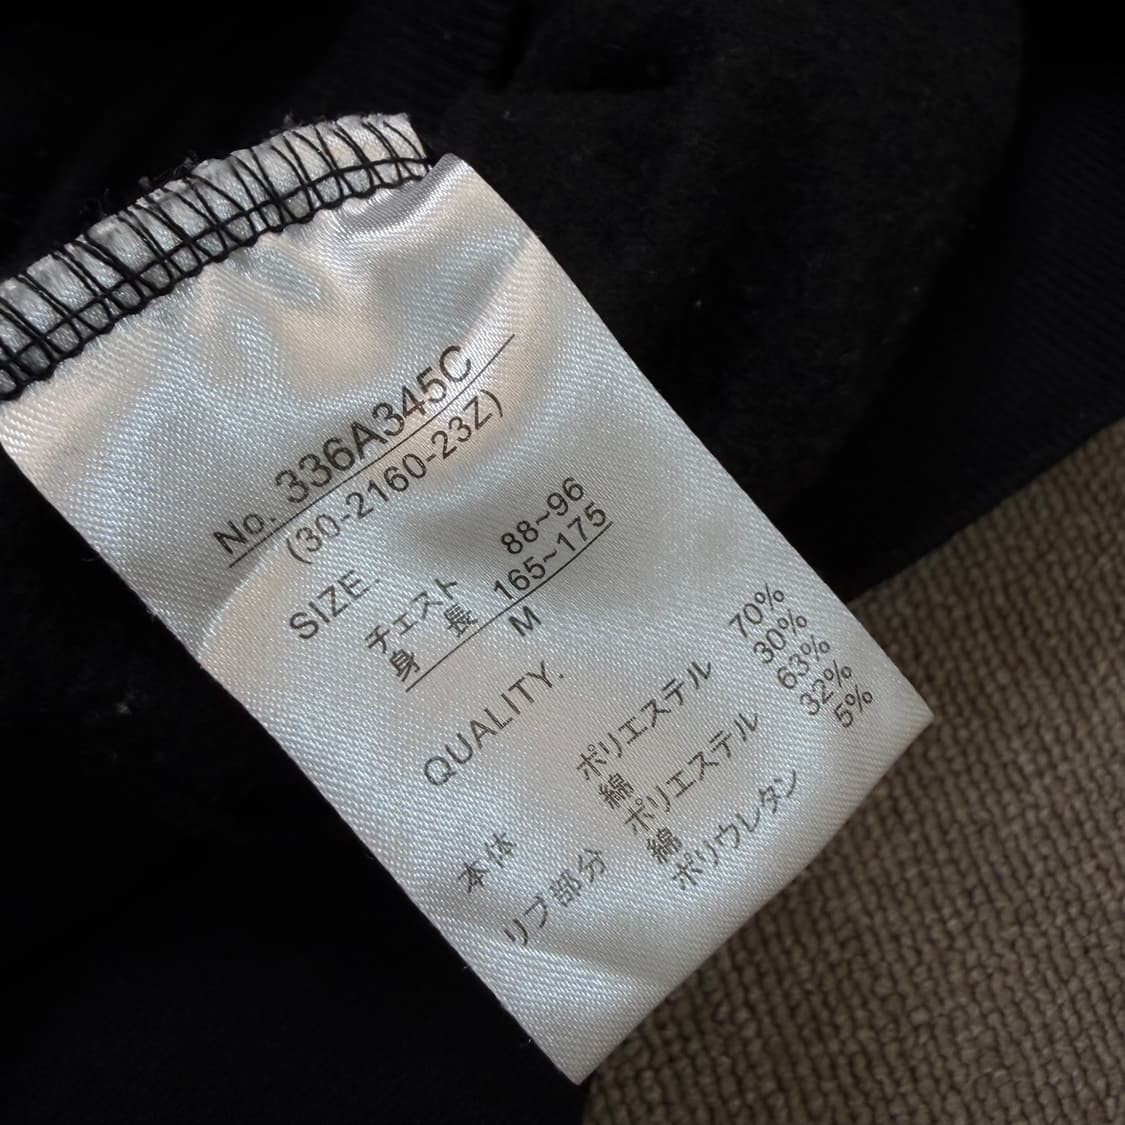 No. 336A345C
(30-2160-23Z)
SIZE.
チェスト 88~96
身長 165~175
M
QUALITY.
本体 ポリエステル 70%
綿 30%
リブ部分 ポリエステル 63%
綿 32%
ポリウレタン 5%